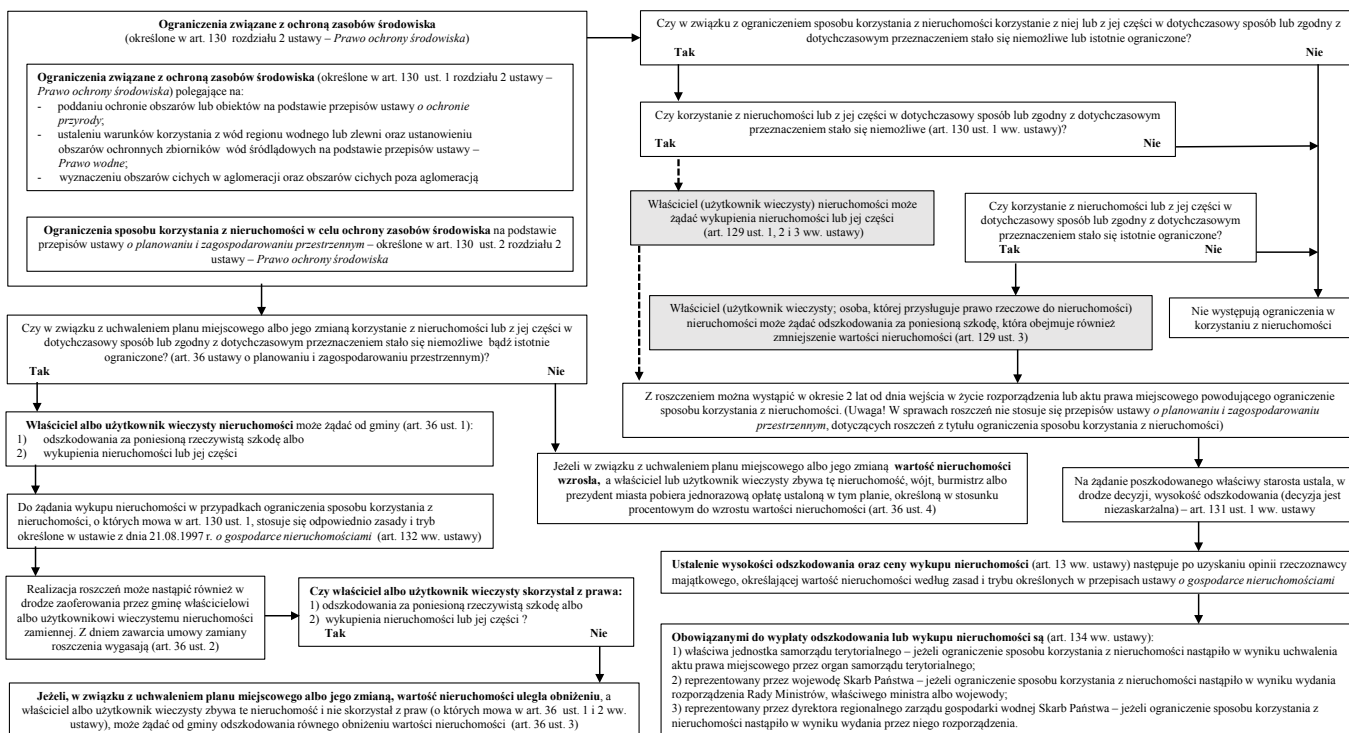 Ograniczenia związane z ochroną zasobów środowiska
(określone w art. 130 rozdziału 2 ustawy – Prawo ochrony środowiska)
Ograniczenia związane z ochroną zasobów środowiska (określone w art. 130 ust. 1 rozdziału 2 ustawy –
Prawo ochrony środowiska) polegające na:
- poddaniu ochronie obszarów lub obiektów na podstawie przepisów ustawy o ochronie
przyrody;
- ustaleniu warunków korzystania z wód regionu wodnego lub zlewni oraz ustanowieniu
obszarów ochronnych zbiorników wód śródlądowych na podstawie przepisów ustawy –
Prawo wodne;
- wyznaczeniu obszarów cichych w aglomeracji oraz obszarów cichych poza aglomeracją
Ograniczenia sposobu korzystania z nieruchomości w celu ochrony zasobów środowiska na podstawie
przepisów ustawy o planowaniu i zagospodarowaniu przestrzennym – określone w art. 130 ust. 2 rozdziału 2
ustawy – Prawo ochrony środowiska
Czy w związku z ograniczeniem sposobu korzystania z nieruchomości korzystanie z niej lub z jej części w dotychczasowy sposób lub zgodny z
dotychczasowym przeznaczeniem stało się niemożliwe lub istotnie ograniczone?
Tak Nie
Czy korzystanie z nieruchomości lub z jej części w dotychczasowy sposób lub zgodny z dotychczasowym
przeznaczeniem stało się niemożliwe (art. 130 ust. 1 ww. ustawy)?
Tak Nie
Właściciel (użytkownik wieczysty) nieruchomości może
żądać wykupienia nieruchomości lub jej części
(art. 129 ust. 1, 2 i 3 ww. ustawy)
Czy korzystanie z nieruchomości lub z jej części w
dotychczasowy sposób lub zgodny z dotychczasowym
przeznaczeniem stało się istotnie ograniczone?
Tak Nie
Właściciel (użytkownik wieczysty; osoba, której przysługuje prawo rzeczowe do nieruchomości)
nieruchomości może żądać odszkodowania za poniesioną szkodę, która obejmuje również
zmniejszenie wartości nieruchomości (art. 129 ust. 3)
Nie występują ograniczenia w
korzystaniu z nieruchomości
Czy w związku z uchwaleniem planu miejscowego albo jego zmianą korzystanie z nieruchomości lub z jej części w
dotychczasowy sposób lub zgodny z dotychczasowym przeznaczeniem stało się niemożliwe bądź istotnie
ograniczone? (art. 36 ustawy o planowaniu i zagospodarowaniu przestrzennym)?
Tak Nie
Z roszczeniem można wystąpić w okresie 2 lat od dnia wejścia w życie rozporządzenia lub aktu prawa miejscowego powodującego ograniczenie
sposobu korzystania z nieruchomości. (Uwaga! W sprawach roszczeń nie stosuje się przepisów ustawy o planowaniu i zagospodarowaniu
przestrzennym, dotyczących roszczeń z tytułu ograniczenia sposobu korzystania z nieruchomości)
Właściciel albo użytkownik wieczysty nieruchomości może żądać od gminy (art. 36 ust. 1):
1) odszkodowania za poniesioną rzeczywistą szkodę albo
2) wykupienia nieruchomości lub jej części
Jeżeli w związku z uchwaleniem planu miejscowego albo jego zmianą wartość nieruchomości
wzrosła, a właściciel lub użytkownik wieczysty zbywa tę nieruchomość, wójt, burmistrz albo
prezydent miasta pobiera jednorazową opłatę ustaloną w tym planie, określoną w stosunku
procentowym do wzrostu wartości nieruchomości (art. 36 ust. 4)
Na żądanie poszkodowanego właściwy starosta ustala, w
drodze decyzji, wysokość odszkodowania (decyzja jest
niezaskarżalna) – art. 131 ust. 1 ww ustawy
Do żądania wykupu nieruchomości w przypadkach ograniczenia sposobu korzystania z
nieruchomości, o których mowa w art. 130 ust. 1, stosuje się odpowiednio zasady i tryb
określone w ustawie z dnia 21.08.1997 r. o gospodarce nieruchomościami (art. 132 ww. ustawy)
Ustalenie wysokości odszkodowania oraz ceny wykupu nieruchomości (art. 13 ww. ustawy) następuje po uzyskaniu opinii rzeczoznawcy
majątkowego, określającej wartość nieruchomości według zasad i trybu określonych w przepisach ustawy o gospodarce nieruchomościami
Realizacja roszczeń może nastąpić również w
drodze zaoferowania przez gminę właścicielowi
albo użytkownikowi wieczystemu nieruchomości
zamiennej. Z dniem zawarcia umowy zamiany
roszczenia wygasają (art. 36 ust. 2)
Czy właściciel albo użytkownik wieczysty skorzystał z prawa:
1) odszkodowania za poniesioną rzeczywistą szkodę albo
2) wykupienia nieruchomości lub jej części ?
Tak Nie
Obowiązanymi do wypłaty odszkodowania lub wykupu nieruchomości są (art. 134 ww. ustawy):
1) właściwa jednostka samorządu terytorialnego – jeżeli ograniczenie sposobu korzystania z nieruchomości nastąpiło w wyniku uchwalenia
aktu prawa miejscowego przez organ samorządu terytorialnego;
2) reprezentowany przez wojewodę Skarb Państwa – jeżeli ograniczenie sposobu korzystania z nieruchomości nastąpiło w wyniku wydania
rozporządzenia Rady Ministrów, właściwego ministra albo wojewody;
3) reprezentowany przez dyrektora regionalnego zarządu gospodarki wodnej Skarb Państwa – jeżeli ograniczenie sposobu korzystania z
nieruchomości nastąpiło w wyniku wydania przez niego rozporządzenia.
Jeżeli, w związku z uchwaleniem planu miejscowego albo jego zmianą, wartość nieruchomości uległa obniżeniu, a
właściciel albo użytkownik wieczysty zbywa te nieruchomość i nie skorzystał z praw (o których mowa w art. 36 ust. 1 i 2 ww.
ustawy), może żądać od gminy odszkodowania równego obniżeniu wartości nieruchomości (art. 36 ust. 3)